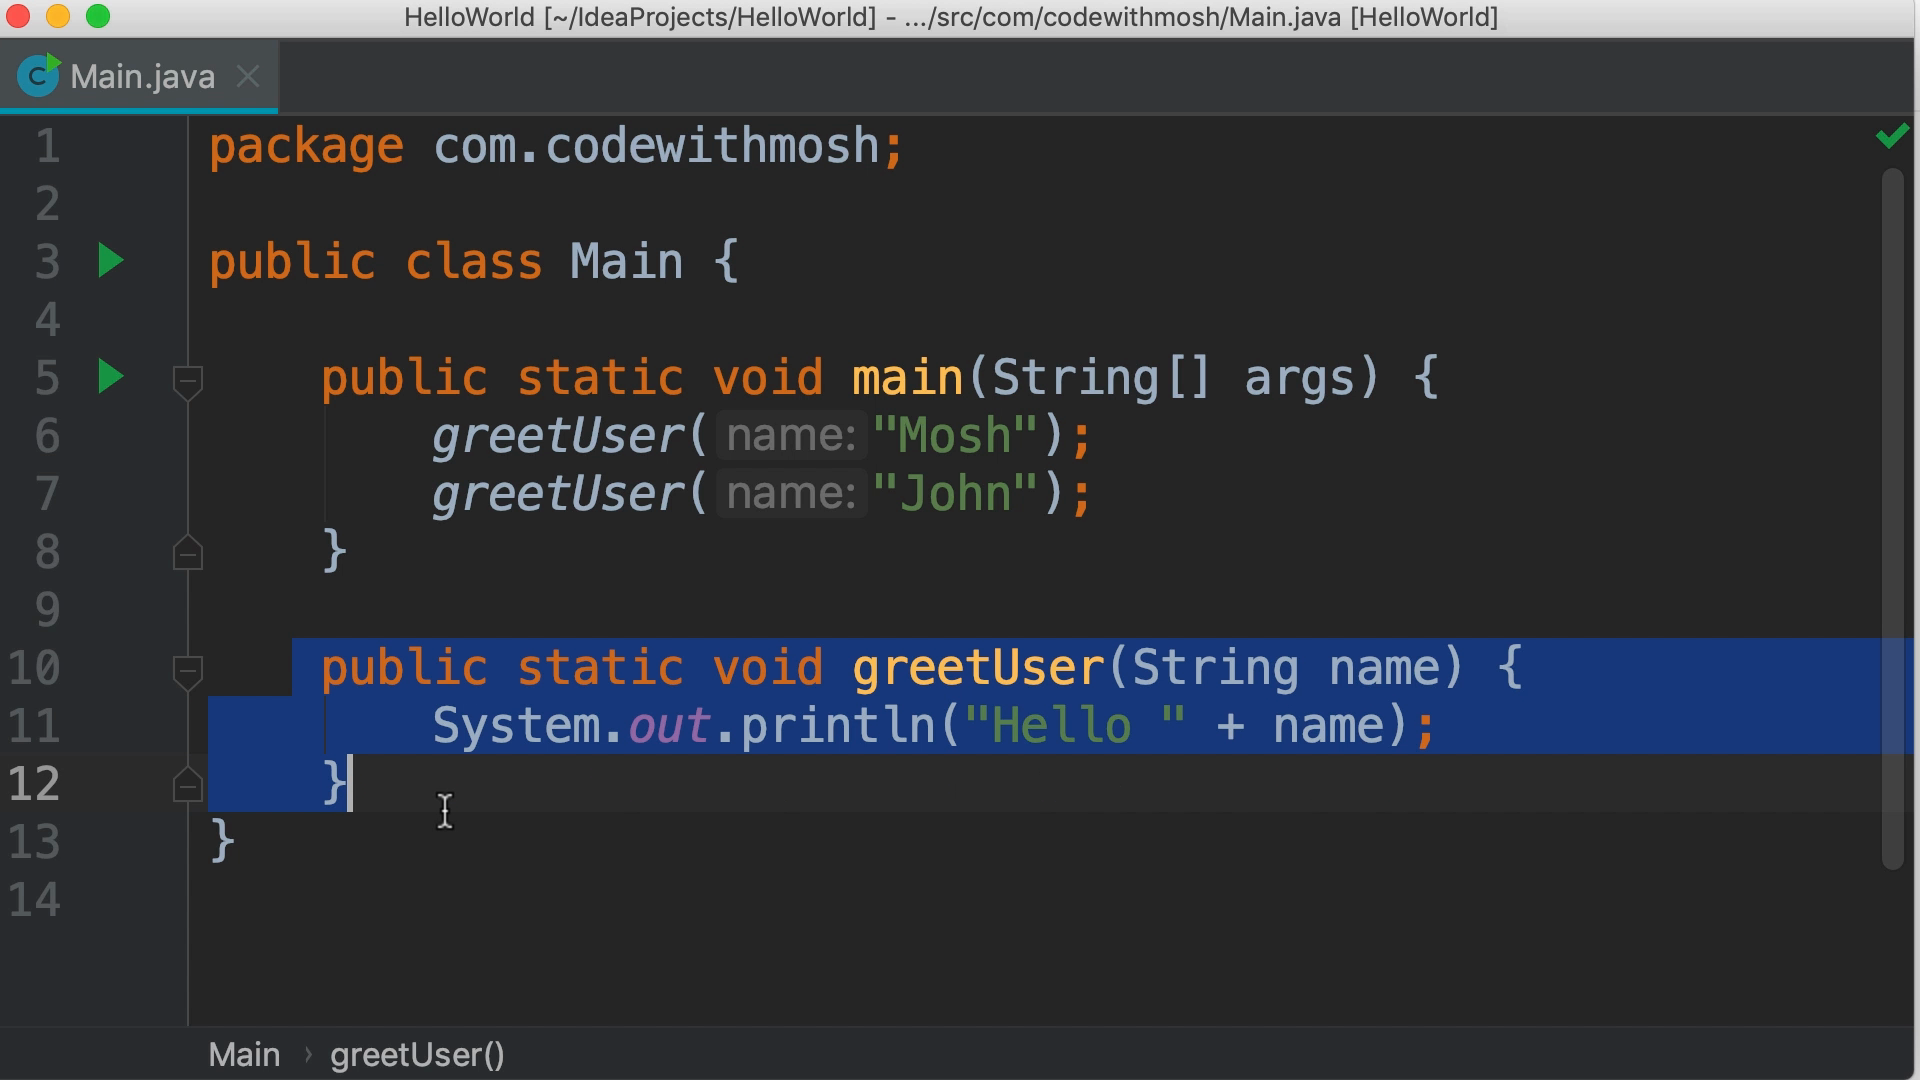 HelloWorld [~/IdeaProjects/HelloWorld] - .../src/com/codewithmosh/Main.java [HelloWorld]
C Main.java
1 package com.codewithmosh;
2
3 public class Main {
4
5 public static void main(String[] args) {
6 greetUser( name: "Mosh");
7 greetUser( name: "John");
8 }
9
10 public static void greetUser(String name) {
11 System.out.println("Hello " + name);
12 }
13 }
14
Main › greetUser()